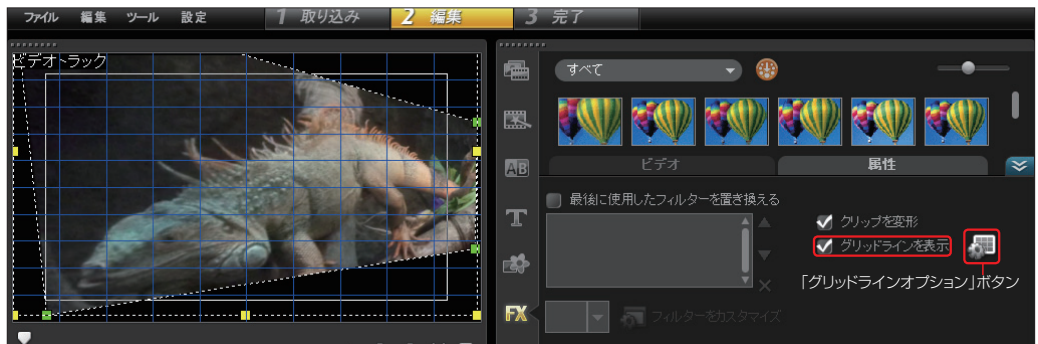 ファイル 編集 ツール 設定
1 取り込み 2 編集 3 完了
ビデオトラック
すべて
AB
T
FX
ビデオ 属性
最後に使用したフィルターを置き換える
クリップを変形
グリッドラインを表示
「グリッドラインオプション」ボタン
フィルターをカスタマイズ